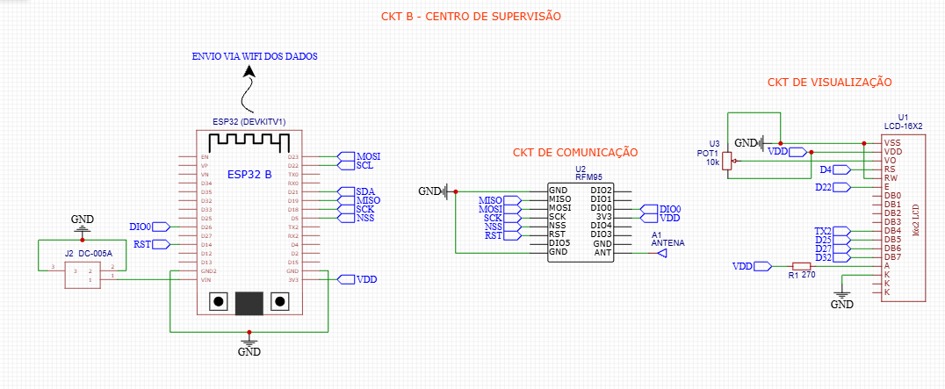 CKT B - CENTRO DE SUPERVISÃO
ENVIO VIA WIFI DOS DADOS
ESP32 (DEVKITV1)
ESP32 B
EN
VP
VN
D34
D35
D32
D33
D25
D26
D27
D14
D12
D13
GND2
VIN
D23
D22
TX0
RX0
D21
D19
D18
D5
TX2
RX2
D4
D2
D15
GND
3V3
MOSI
SCL
SDA
MISO
SCK
NSS
VDD
DIO0
RST
GND
J2 DC-005A
3
3
2
1
2
1
GND
CKT DE COMUNICAÇÃO
U2
RFM95
GND
MISO
MOSI
SCK
NSS
RST
GND
MISO
MOSI
SCK
NSS
RST
DIO5
GND
DIO2
DIO1
DIO0
3V3
DIO4
DIO3
GND
ANT
DIO0
VDD
A1
ANTENA
CKT DE VISUALIZAÇÃO
U1
LCD-16X2
U3
POT1
10k
GND
VDD
D4
D22
TX2
D25
D27
D32
VDD
R1 270
GND
VSS
VDD
VO
RS
RW
E
DB0
DB1
DB2
DB3
DB4
DB5
DB6
DB7
A
K
K
K
16x2 LCD